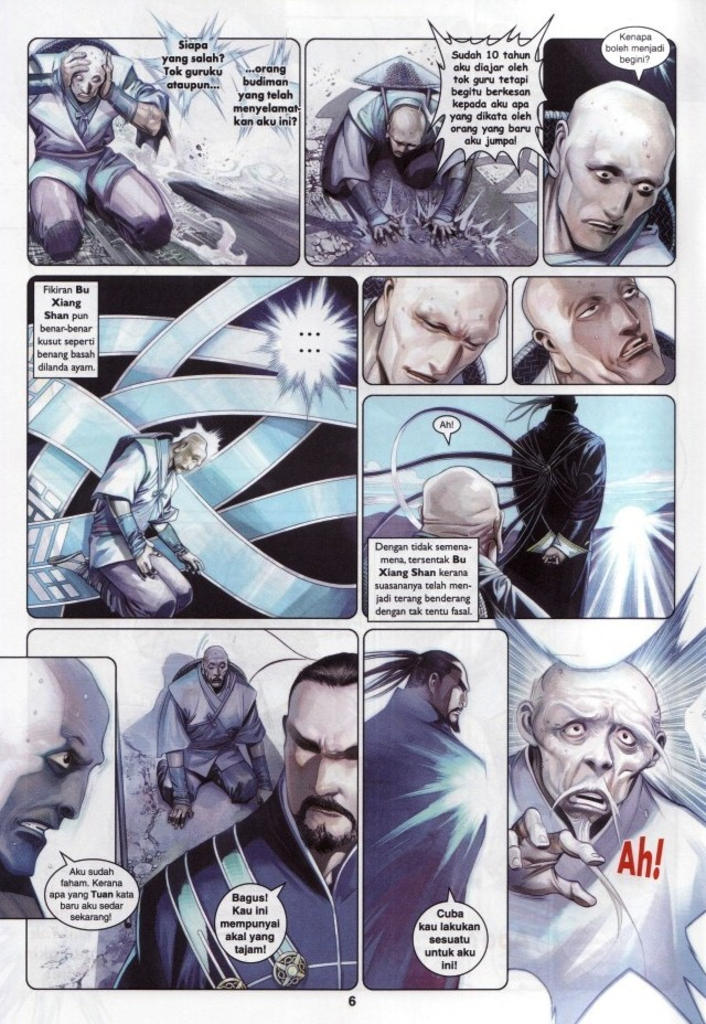 Siapa
yang salah?
Tok guruku
ataupun...
...orang
budiman
yang telah
menyelamat-
kan aku ini?
Sudah 10 tahun
aku diajar oleh
tok guru tetapi
begitu berkesan
kepada aku apa
yang dikata oleh
orang yang baru
aku jumpa!
Kenapa
boleh menjadi
begini?
Fikiran Bu
Xiang
Shan pun
benar-benar
kusut seperti
benang basah
dilanda ayam.
...
...
Ah!
Dengan tidak semena-
mena, tersentak Bu
Xiang Shan kerana
suasananya telah men-
jadi terang benderang
dengan tak tentu fasal.
Aku sudah
faham. Kerana
apa yang Tuan kata
baru aku sedar
sekarang!
Bagus!
Kau ini
mempunyai
akal yang
tajam!
Cuba
kau lakukan
sesuatu
untuk aku
ini!
Ah!
6